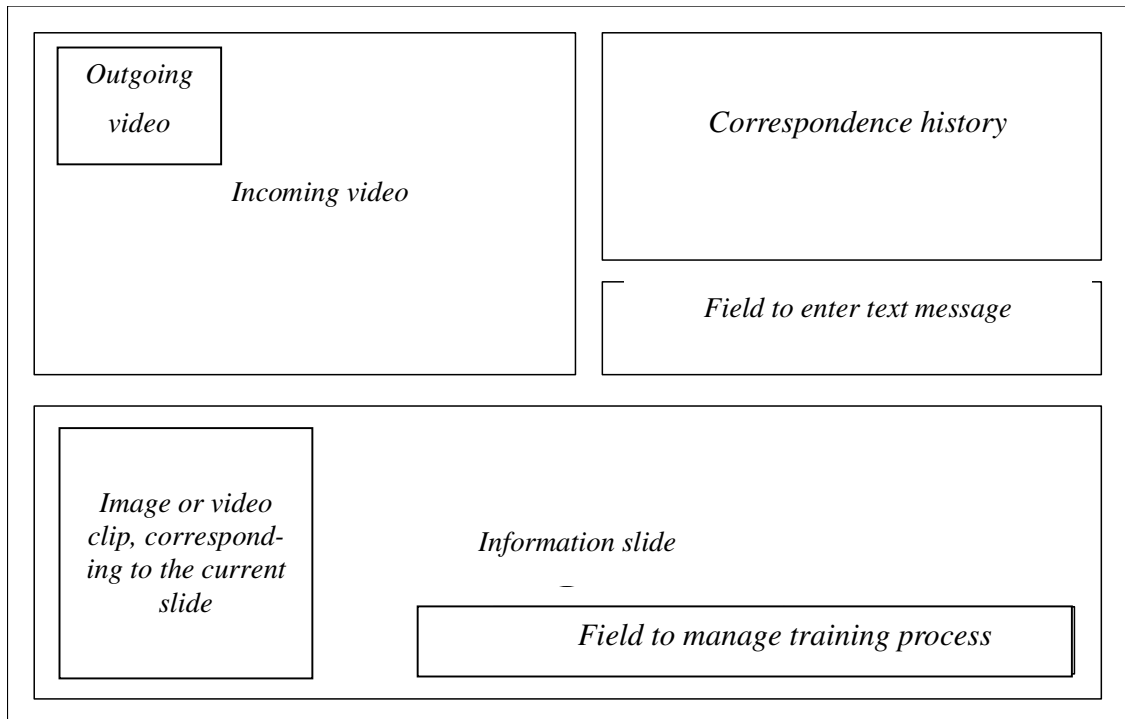 Outgoing
video
Incoming video
Correspondence history
Field to enter text message
Image or video
clip, correspond-
ing to the current
slide
Information slide
Field to manage training process